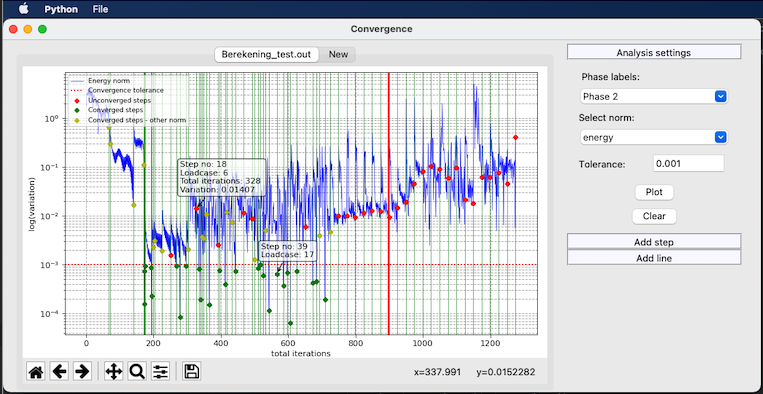 Python File
Convergence
Berekening_test.out New
Energy norm
Convergence tolerance
Unconverged steps
Converged steps
Converged steps - other norm
Step no: 18
Loadcase: 6
Total iterations: 328
Variation: 0.01407
Step no: 39
Loadcase: 17
log(variation)
10⁰
10⁻¹
10⁻²
10⁻³
10⁻⁴
0 200 400 600 800 1000 1200
total iterations
x=337.991 y=0.0152282
Analysis settings
Phase labels:
Phase 2
Select norm:
energy
Tolerance: 0.001
Plot
Clear
Add step
Add line